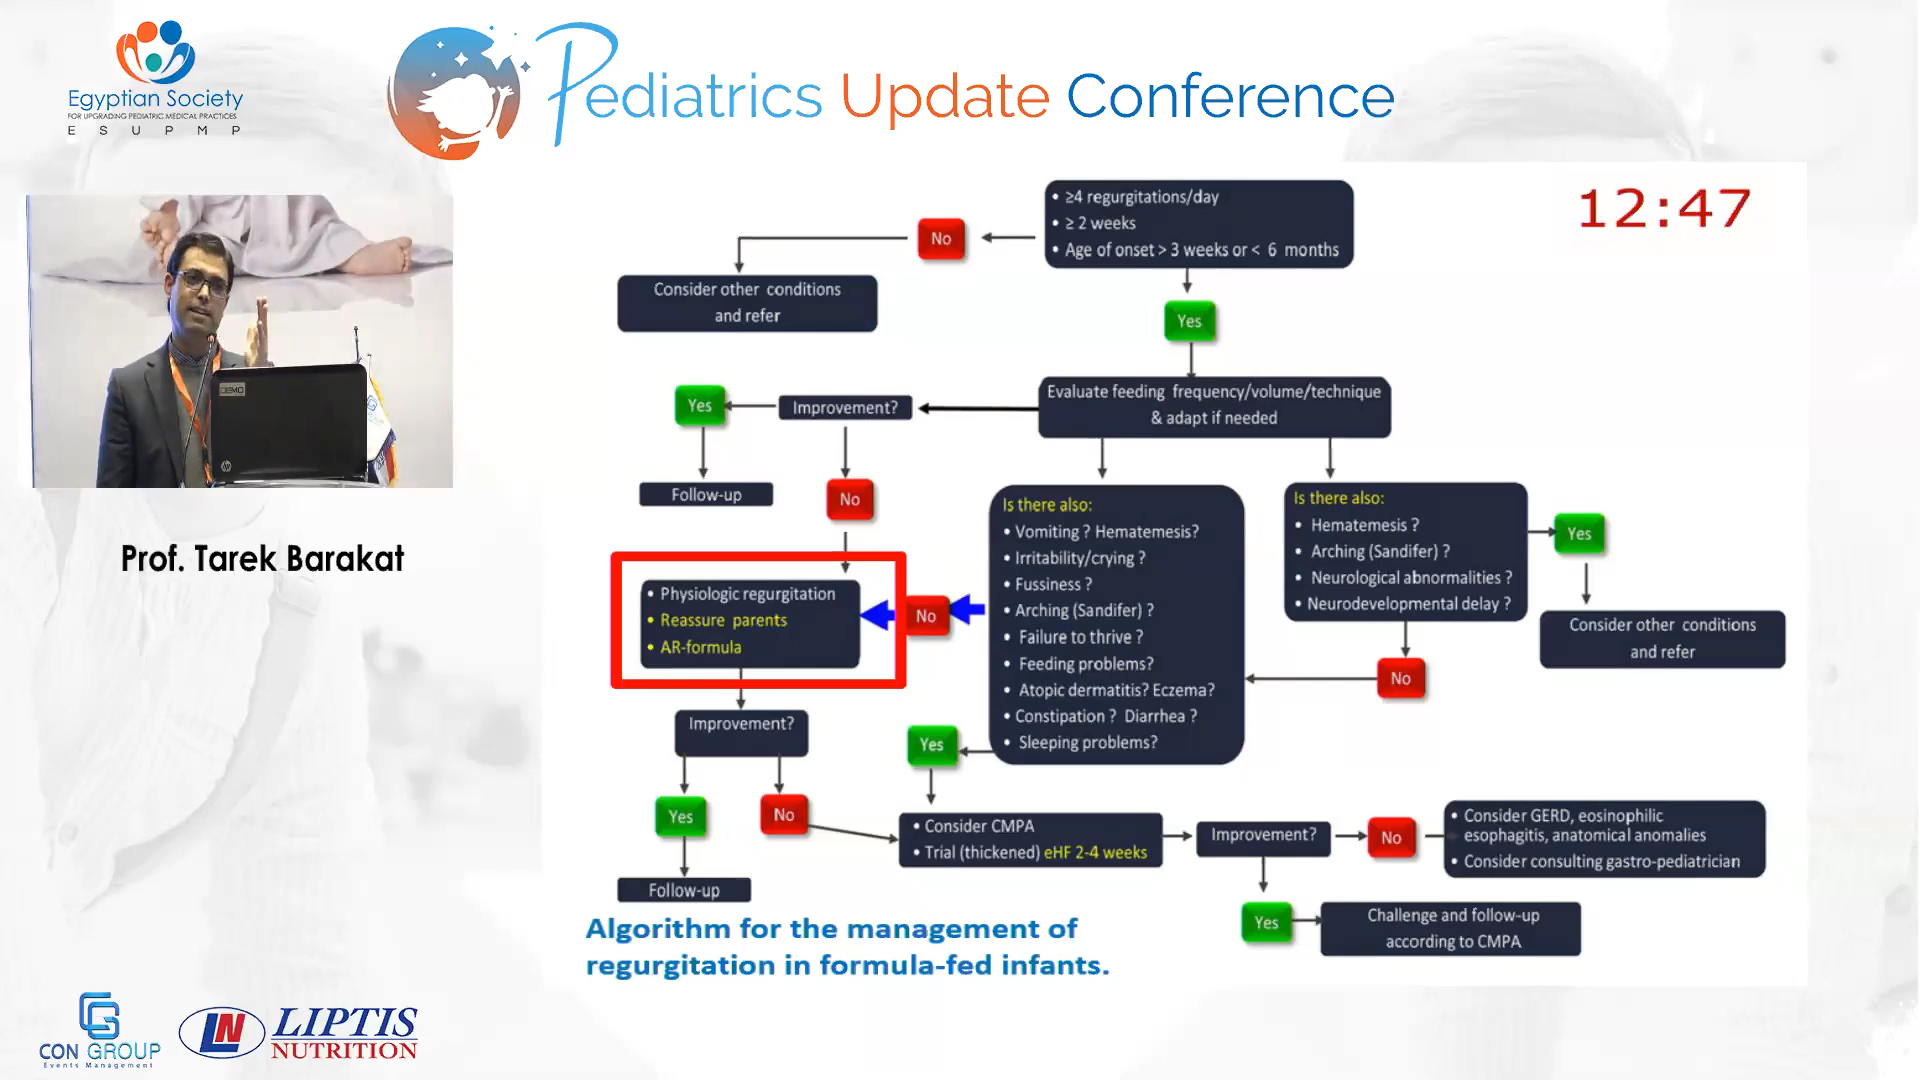 Egyptian Society
FOR UPGRADING PEDIATRIC MEDICAL PRACTICES
E S U P M P
Pediatrics Update Conference
12:47
≥4 regurgitations/day
≥ 2 weeks
Age of onset > 3 weeks or < 6 months
No
Consider other conditions
and refer
Yes
Evaluate feeding frequency/volume/technique
& adapt if needed
Improvement?
Yes
Follow-up
No
Is there also:
Vomiting ? Hematemesis?
Irritability/crying ?
Fussiness ?
Arching (Sandifer) ?
Failure to thrive ?
Feeding problems?
Atopic dermatitis? Eczema?
Constipation ? Diarrhea ?
Sleeping problems?
Is there also:
Hematemesis ?
Arching (Sandifer) ?
Neurological abnormalities ?
Neurodevelopmental delay ?
Yes
Consider other conditions
and refer
No
No
Physiologic regurgitation
Reassure parents
AR-formula
Improvement?
Yes
No
Follow-up
Yes
Consider CMPA
Trial (thickened) eHF 2-4 weeks
Improvement?
No
Consider GERD, eosinophilic
esophagitis, anatomical anomalies
Consider consulting gastro-pediatrician
Yes
Challenge and follow-up
according to CMPA
Algorithm for the management of
regurgitation in formula-fed infants.
DEMO
hp
Prof. Tarek Barakat
CON GROUP
Events Management
LN
LIPTIS
NUTRITION